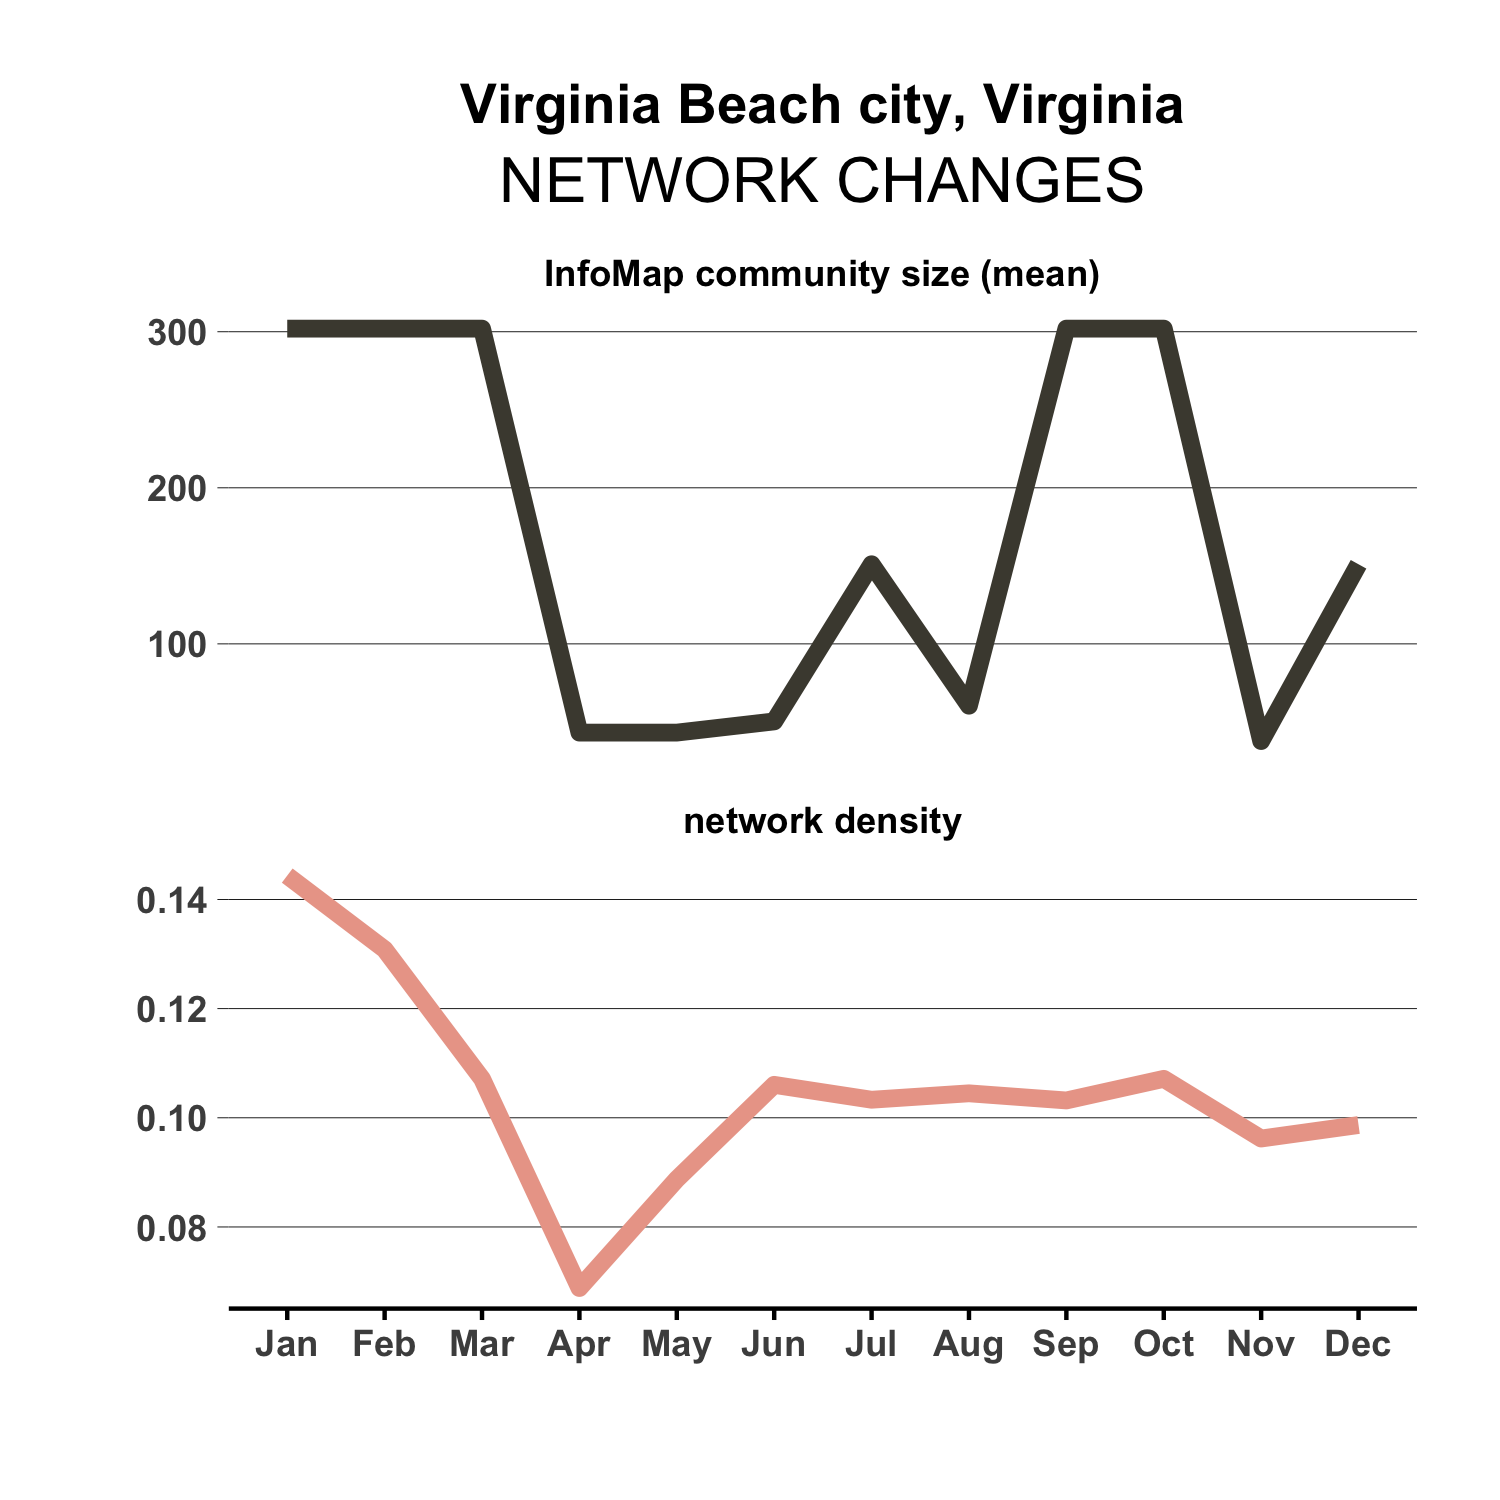 Virginia Beach city, Virginia
NETWORK CHANGES
InfoMap community size (mean)
300
200
100
network density
0.14
0.12
0.10
0.08
Jan Feb Mar Apr May Jun Jul Aug Sep Oct Nov Dec